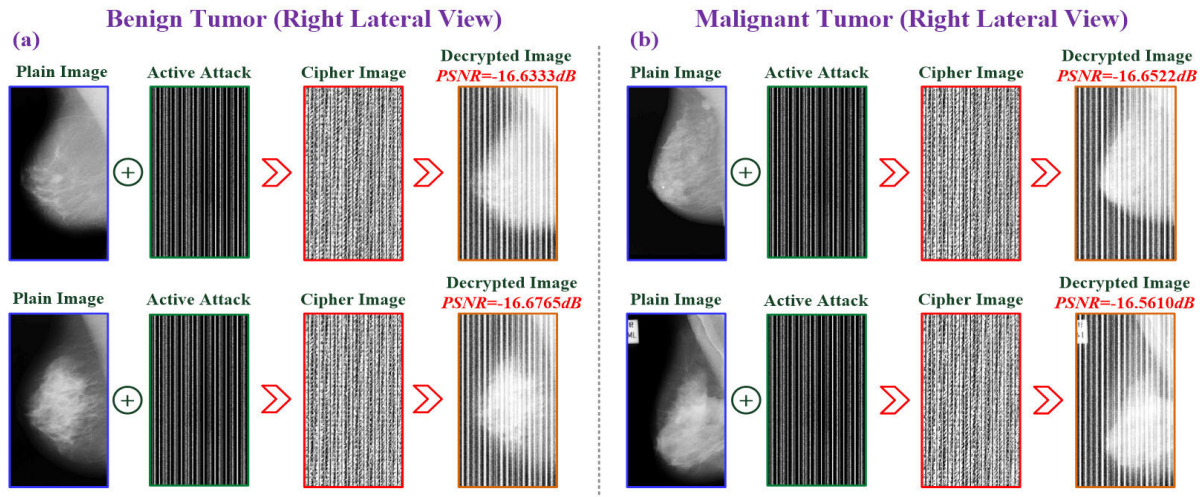 Benign Tumor (Right Lateral View)
(a)
Plain Image
Active Attack
Cipher Image
Decrypted Image
PSNR=-16.6333dB
Plain Image
Active Attack
Cipher Image
Decrypted Image
PSNR=-16.6765dB
Malignant Tumor (Right Lateral View)
(b)
Plain Image
Active Attack
Cipher Image
Decrypted Image
PSNR=-16.6522dB
Plain Image
Active Attack
Cipher Image
Decrypted Image
PSNR=-16.5610dB